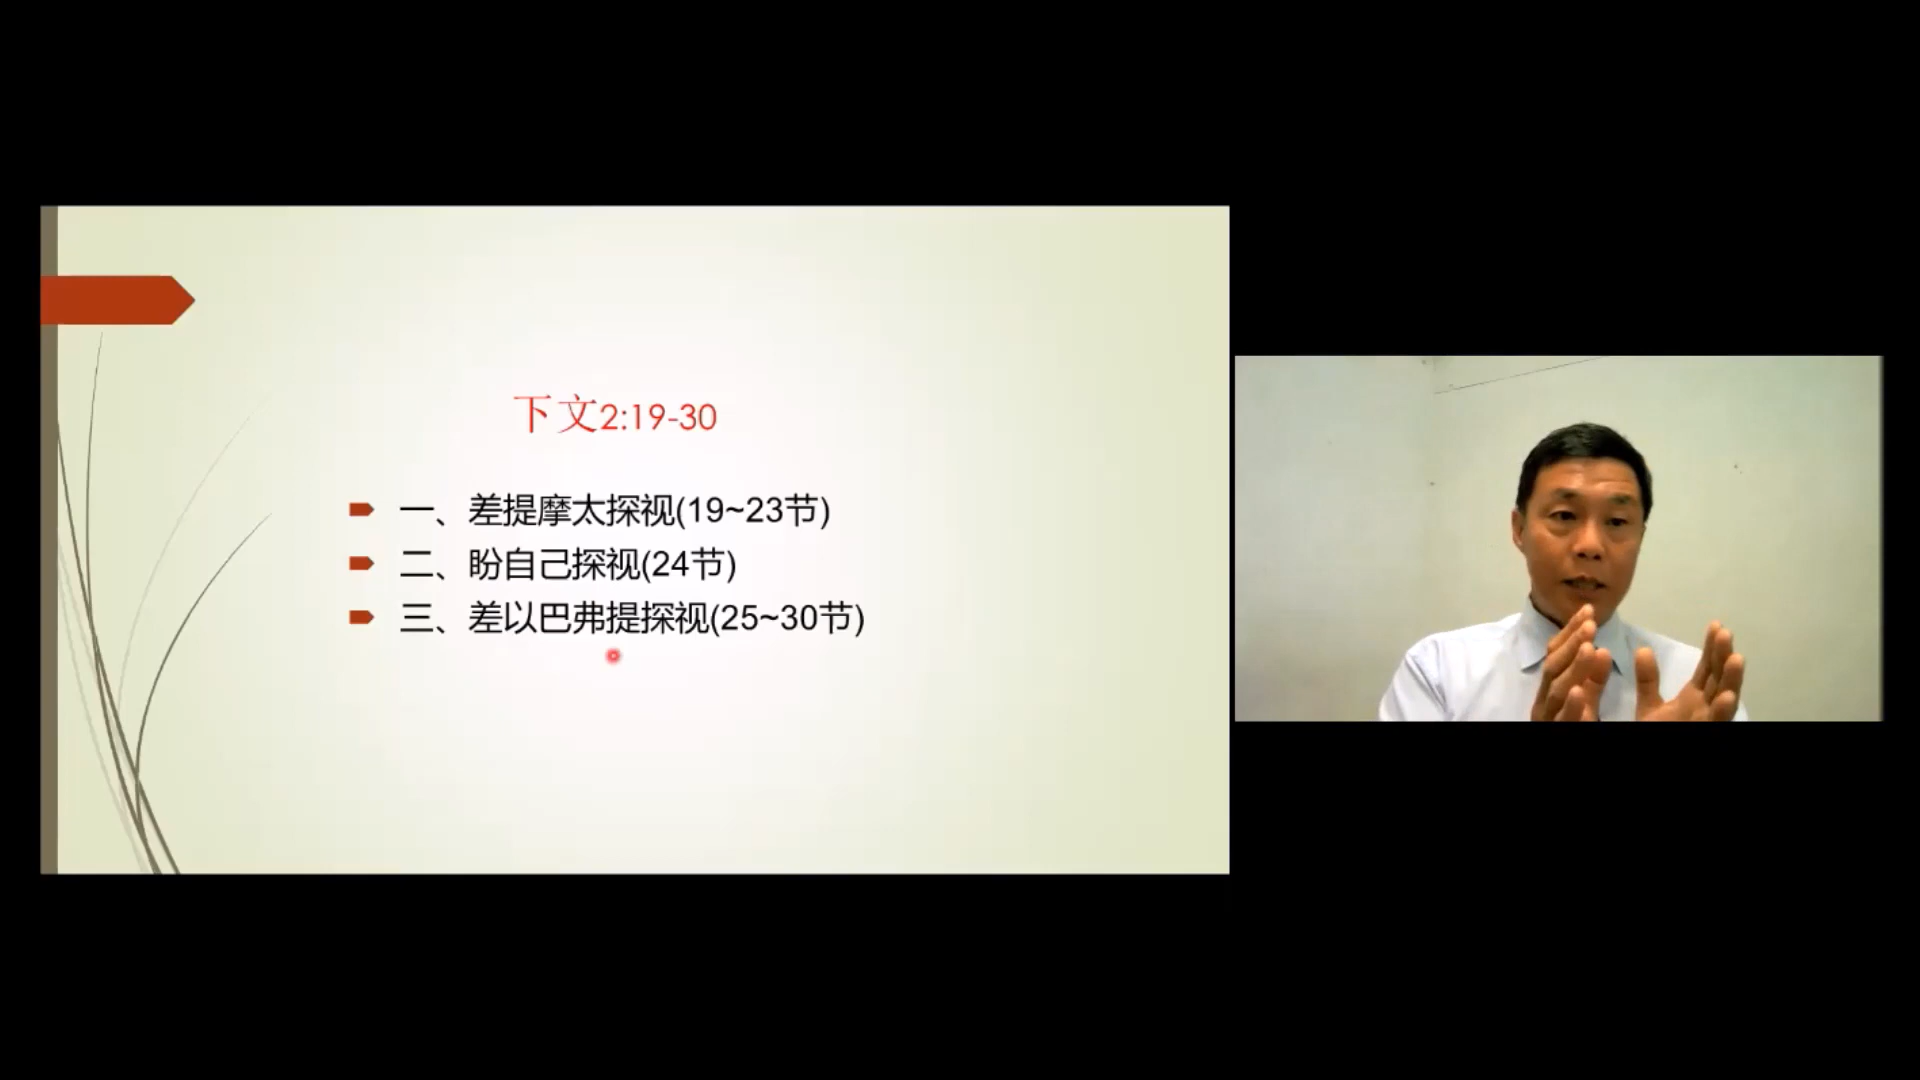 下文2:19-30
一、差提摩太探视(19~23节)
二、盼自己探视(24节)
三、差以巴弗提探视(25~30节)